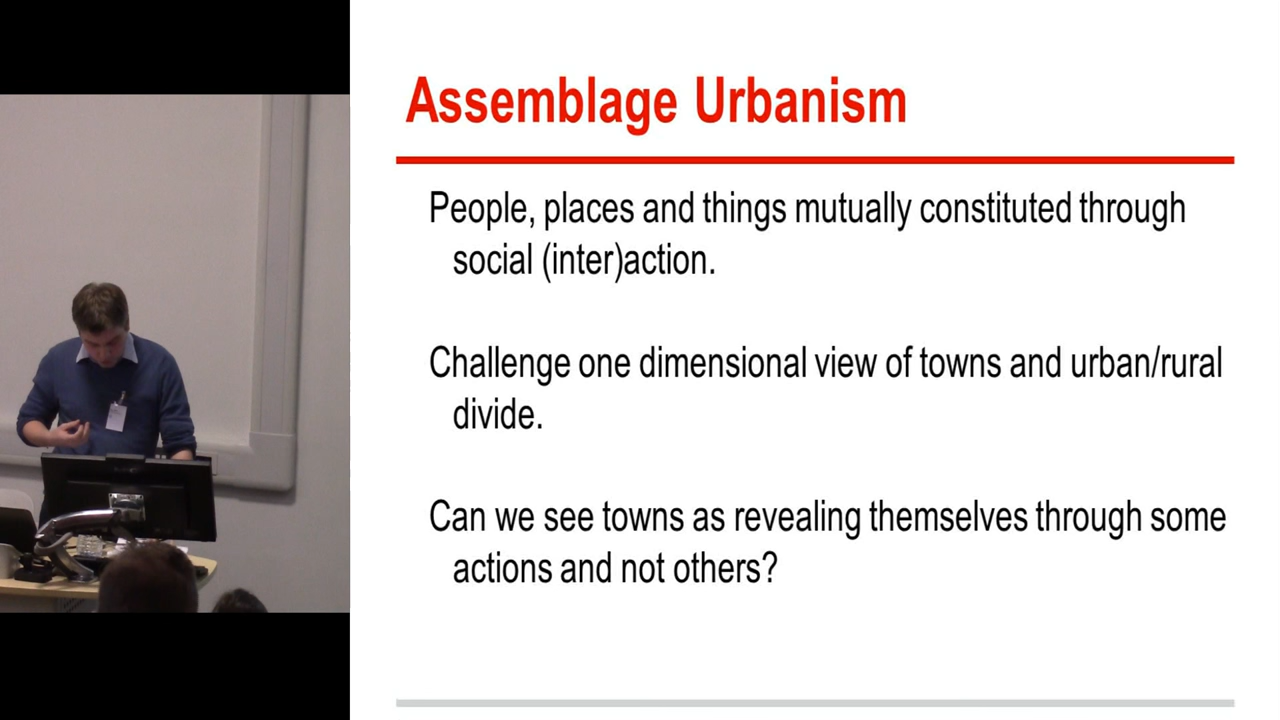 Assemblage Urbanism
People, places and things mutually constituted through
social (inter)action.
Challenge one dimensional view of towns and urban/rural
divide.
Can we see towns as revealing themselves through some
actions and not others?